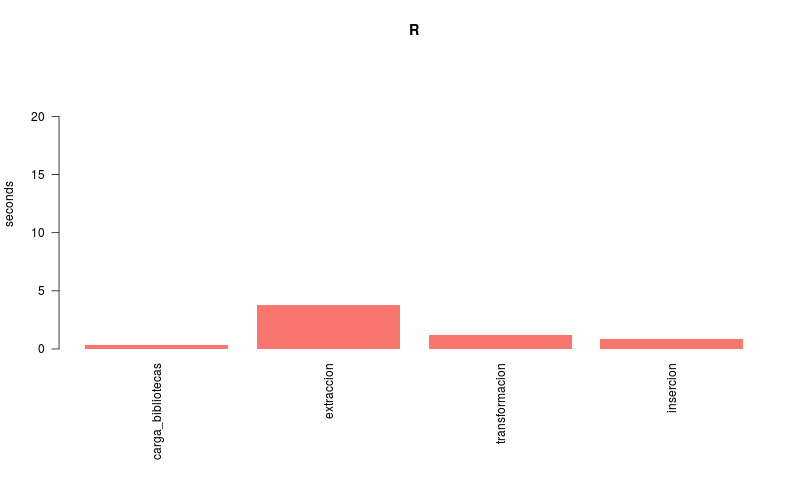 R
seconds
20
15
10
5
0
carga_bibliotecas
extraccion
transformacion
insercion